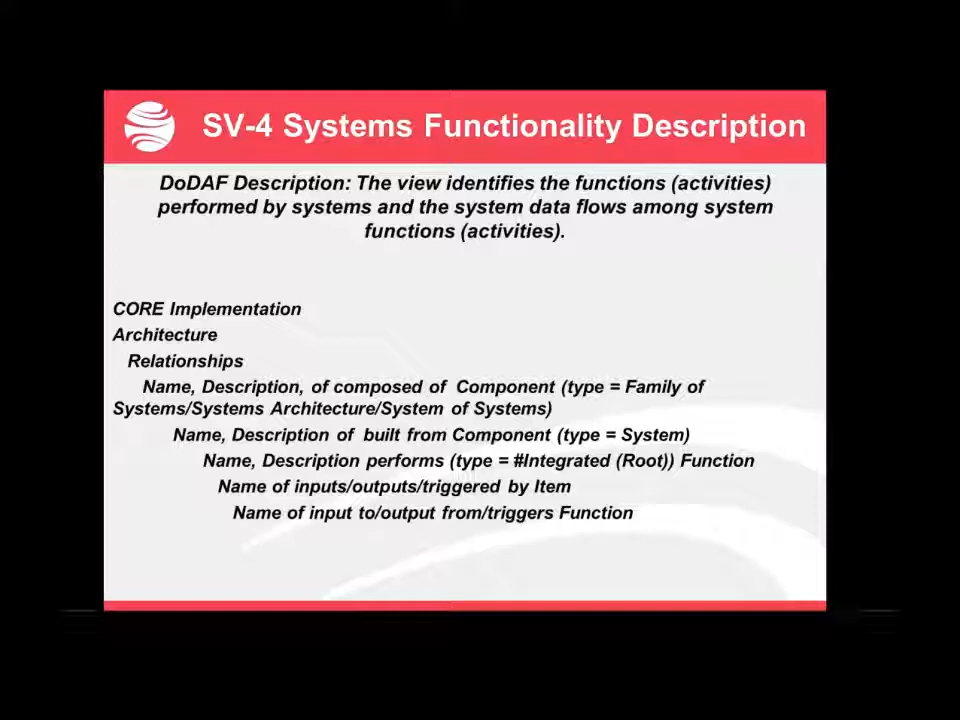 SV-4 Systems Functionality Description
DoDAF Description: The view identifies the functions (activities)
performed by systems and the system data flows among system
functions (activities).
CORE Implementation
Architecture
Relationships
Name, Description, of composed of Component (type = Family of
Systems/Systems Architecture/System of Systems)
Name, Description of built from Component (type = System)
Name, Description performs (type = #Integrated (Root)) Function
Name of inputs/outputs/triggered by Item
Name of input to/output from/triggers Function